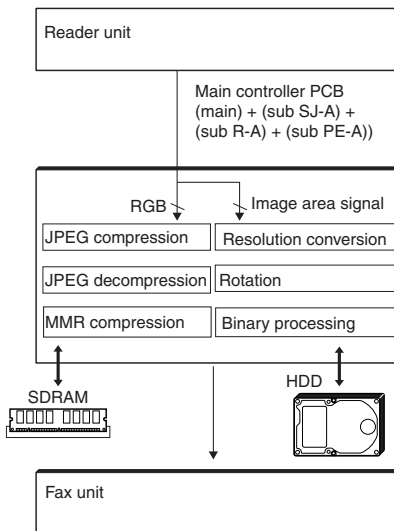 Reader unit
Main controller PCB
(main) + (sub SJ-A) +
(sub R-A) + (sub PE-A))
RGB
Image area signal
JPEG compression
Resolution conversion
JPEG decompression
Rotation
MMR compression
Binary processing
SDRAM
HDD
Fax unit